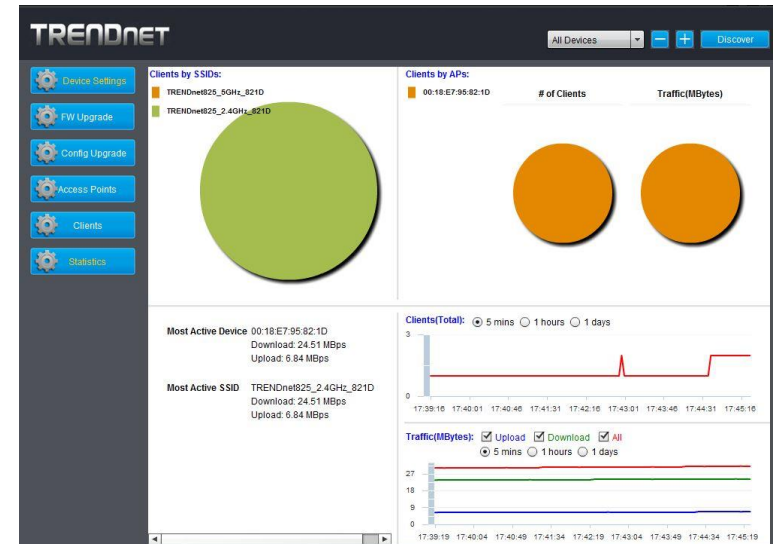 TRENDnet
All Devices
Discover
Device Settings
FW Upgrade
Config Upgrade
Access Points
Clients
Statistics
Clients by SSIDs:
TRENDnet825_5GHz_821D
TRENDnet825_2.4GHz_821D
Clients by APs:
00:18:E7:95:82:1D
# of Clients
Traffic(MBytes)
Most Active Device 00:18:E7:95:82:1D
Download: 24.51 MBps
Upload: 6.84 MBps
Most Active SSID TRENDnet825_2.4GHz_821D
Download: 24.51 MBps
Upload: 6.84 MBps
Clients(Total): 5 mins 1 hours 1 days
3
0
17:39:16 17:40:01 17:40:46 17:41:31 17:42:16 17:43:01 17:43:46 17:44:31 17:45:16
Traffic(MBytes): Upload Download All
5 mins 1 hours 1 days
27
18
9
0
17:39:19 17:40:04 17:40:49 17:41:34 17:42:19 17:43:04 17:43:49 17:44:34 17:45:19